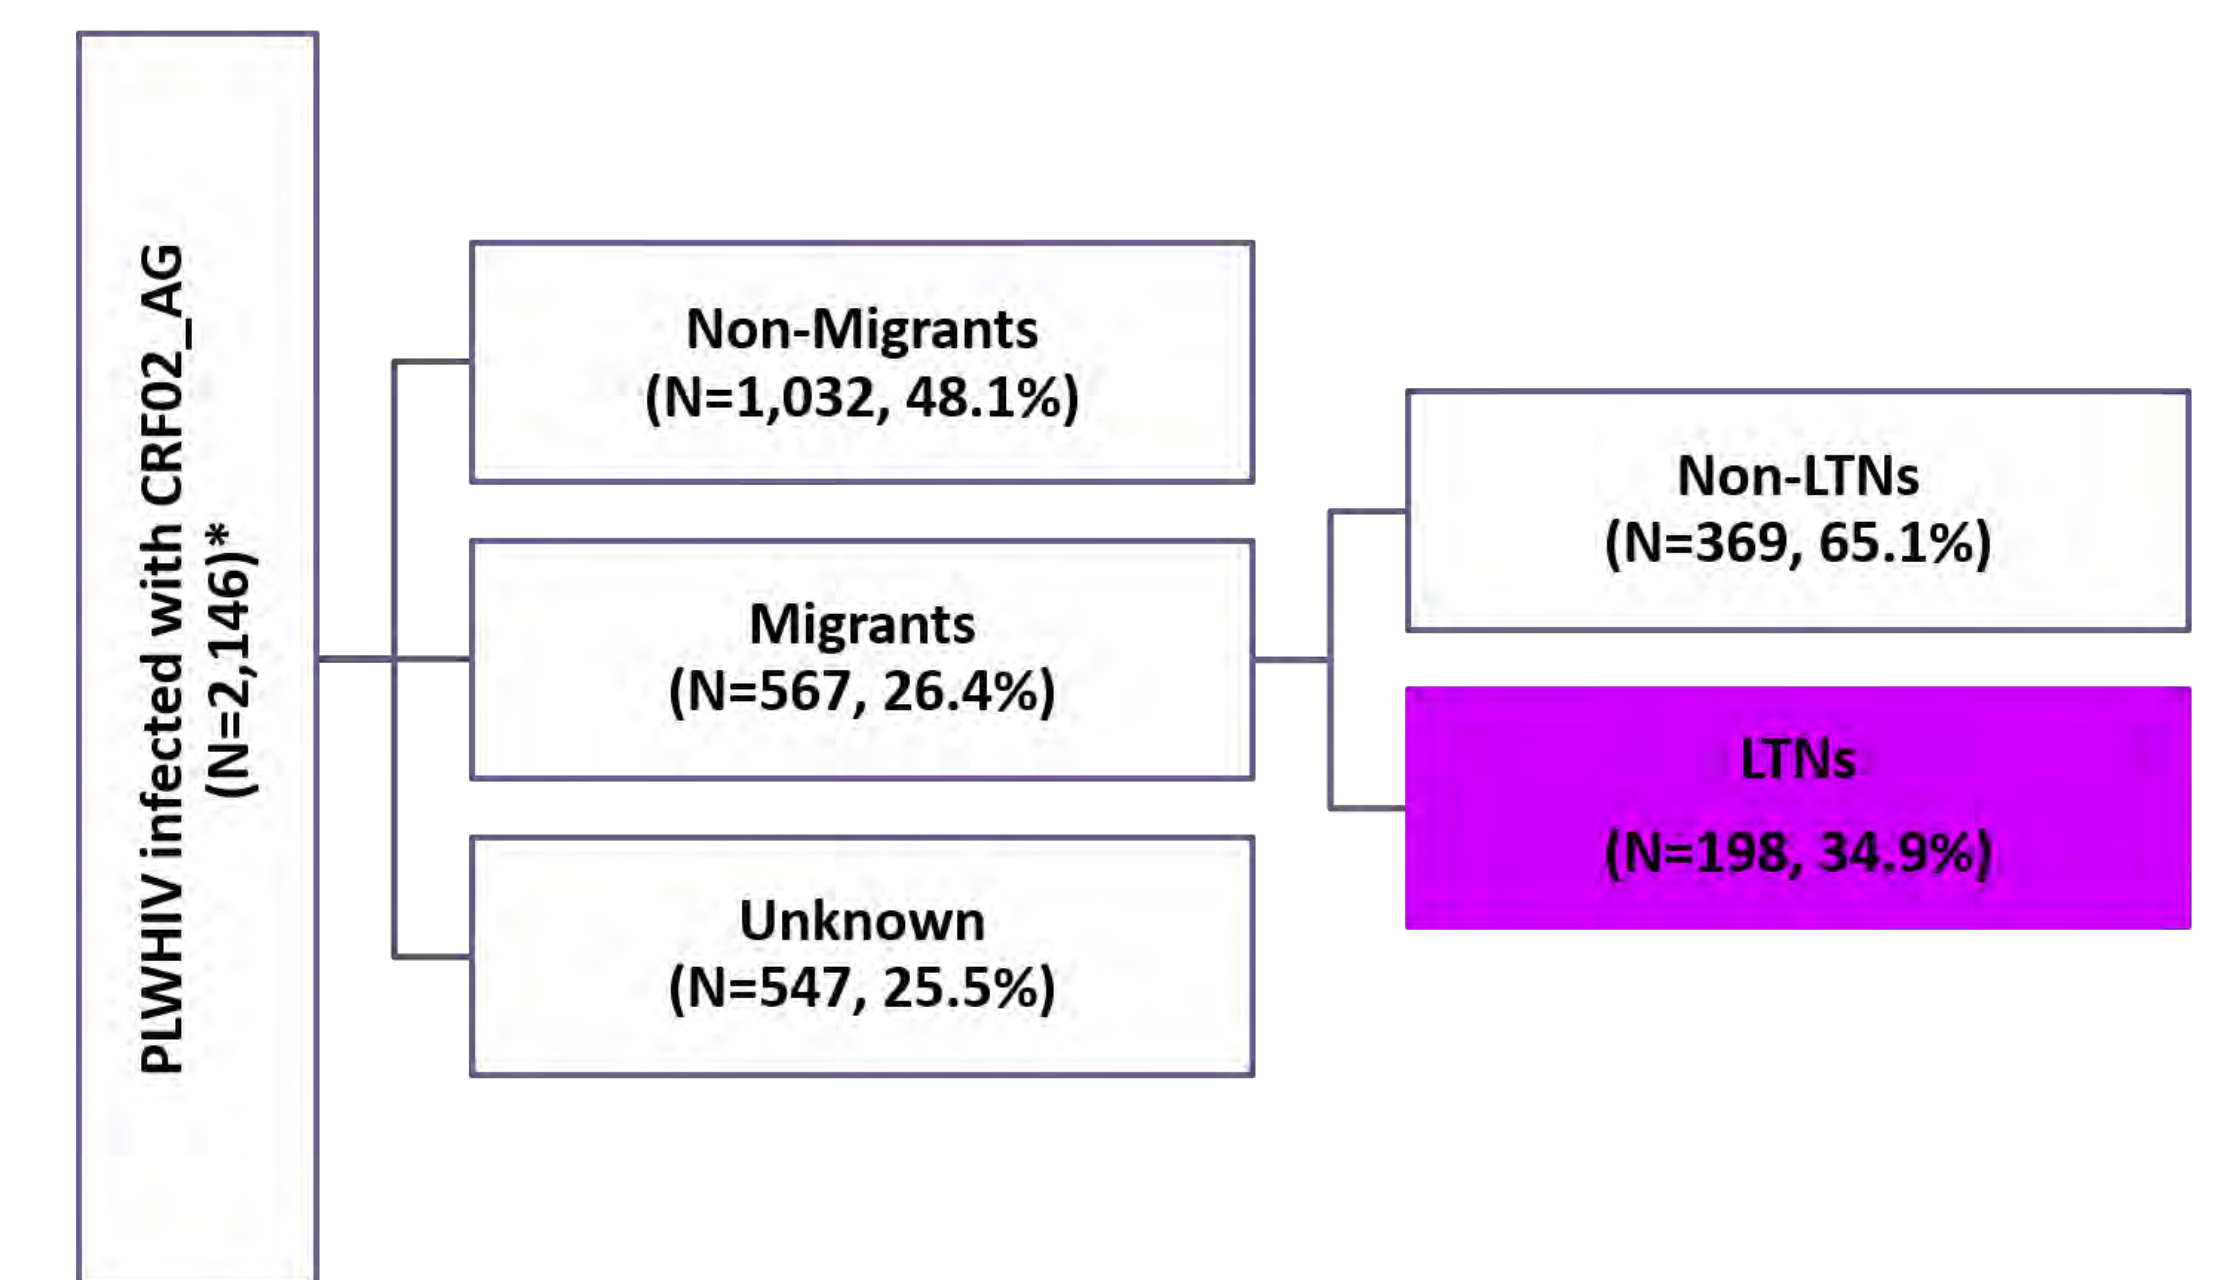 PLWHIV infected with CRF02_AG
(N=2,146)*
Non-Migrants
(N=1,032, 48.1%)
Migrants
(N=567, 26.4%)
Unknown
(N=547, 25.5%)
Non-LTNs
(N=369, 65.1%)
LTNs
(N=198, 34.9%)